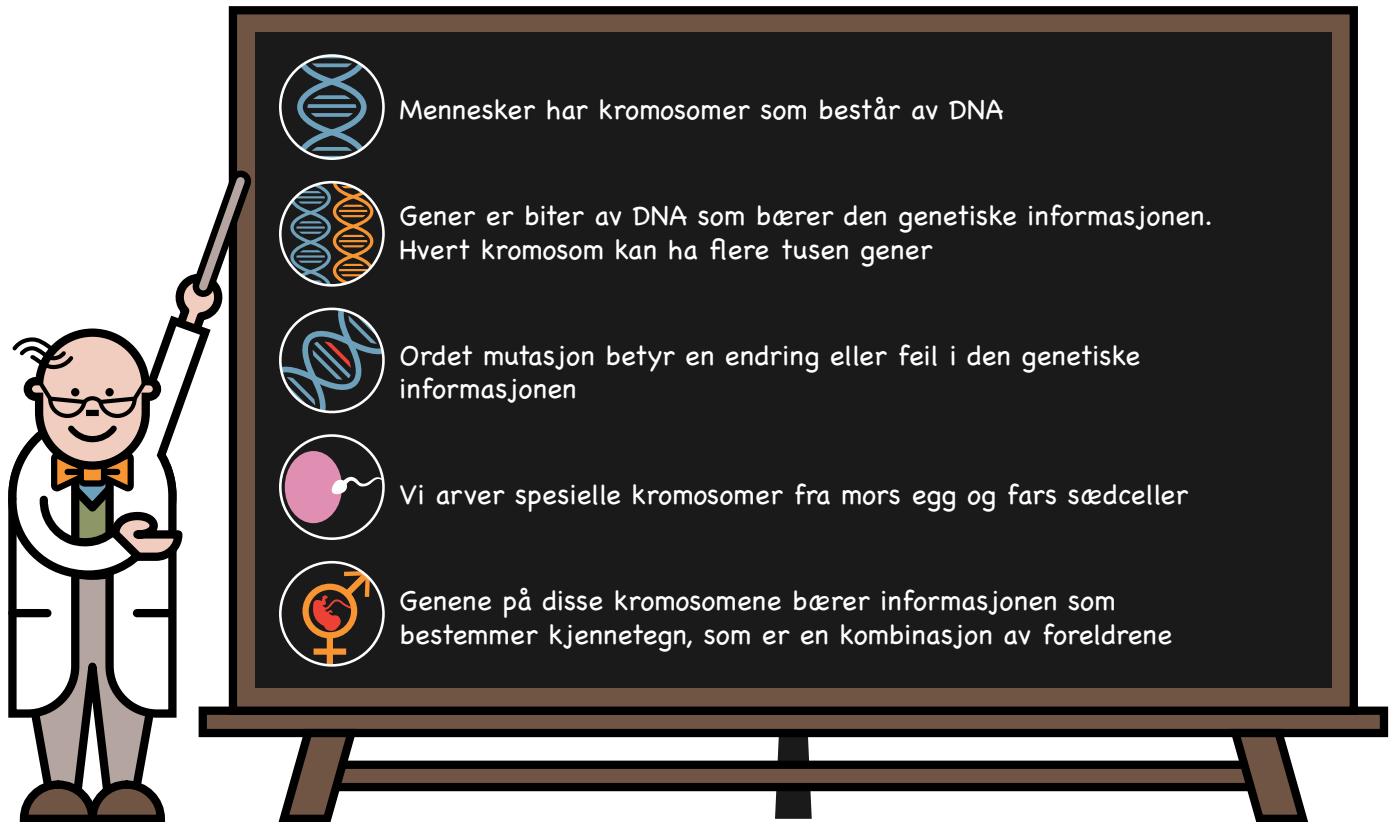 Mennesker har kromosomer som består av DNA
Gener er biter av DNA som bærer den genetiske informasjonen.
Hvert kromosom kan ha flere tusen gener
Ordet mutasjon betyr en endring eller feil i den genetiske
informasjonen
Vi arver spesielle kromosomer fra mors egg og fars sædceller
Genene på disse kromosomene bærer informasjonen som
bestemmer kjennetegn, som er en kombinasjon av foreldrene